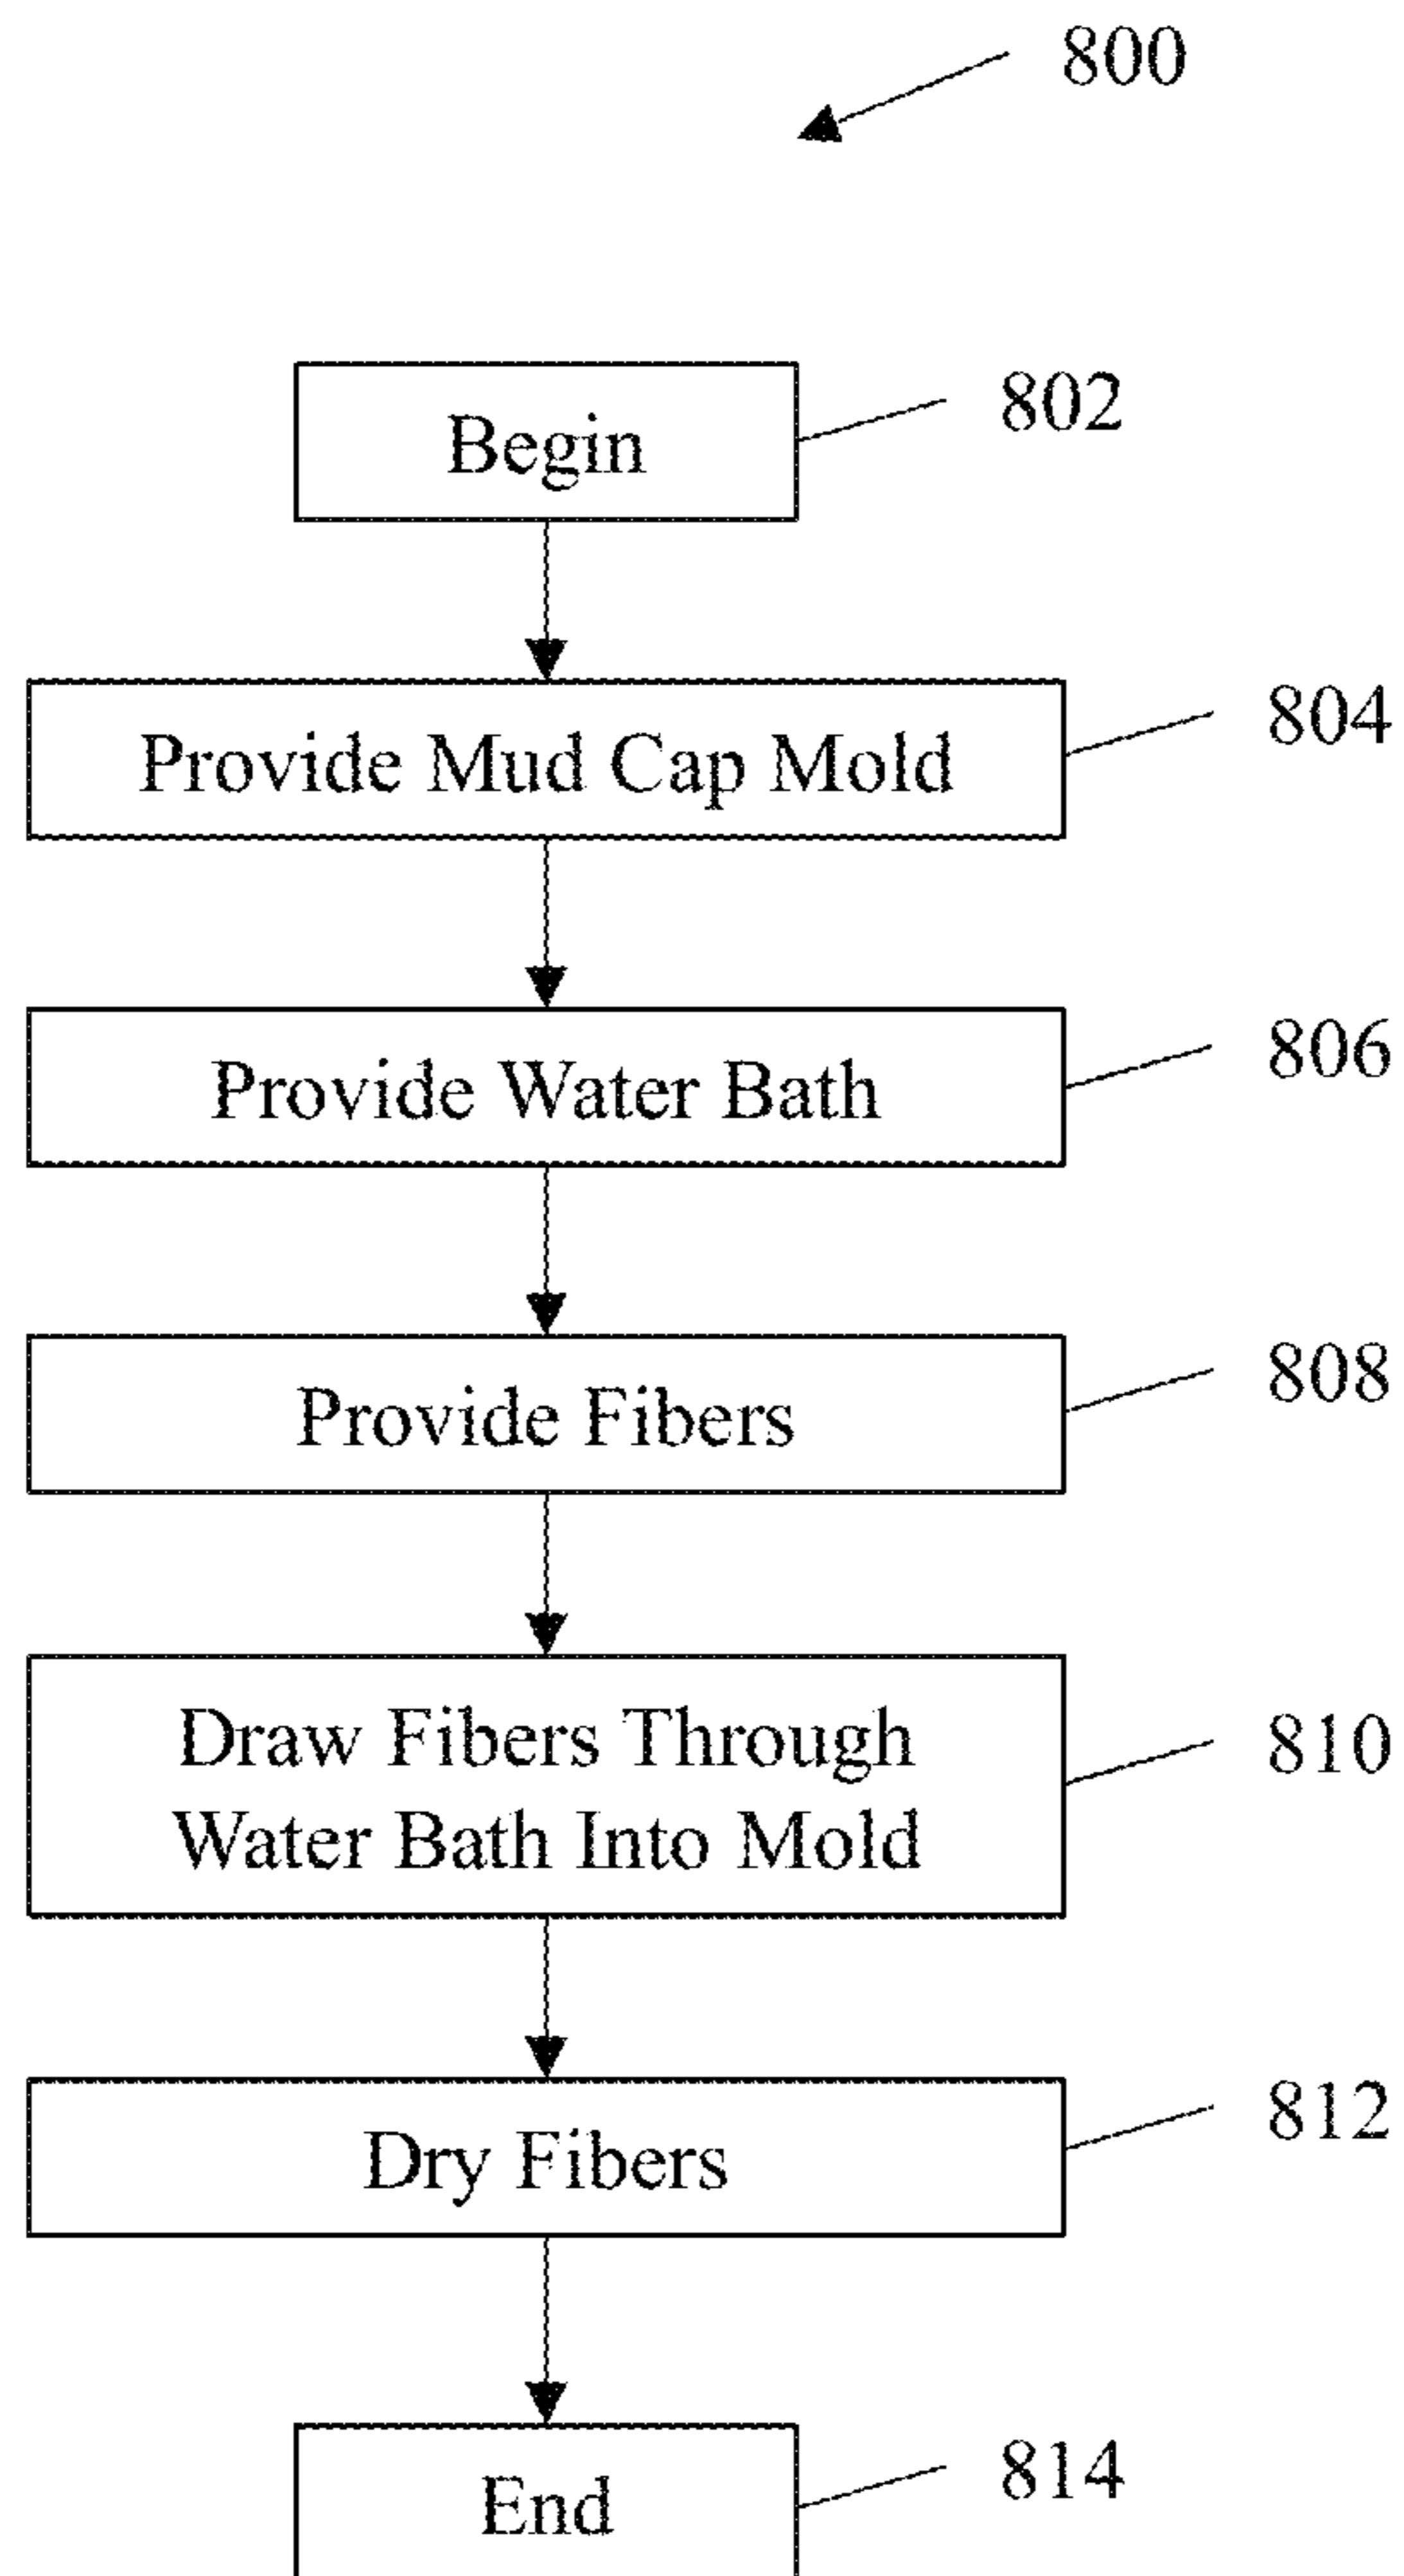 800
Begin
802
Provide Mud Cap Mold
804
Provide Water Bath
806
Provide Fibers
808
Draw Fibers Through
Water Bath Into Mold
810
Dry Fibers
812
End
814